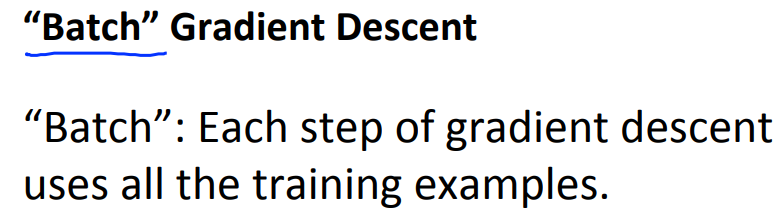 “Batch” Gradient Descent
“Batch”: Each step of gradient descent
uses all the training examples.